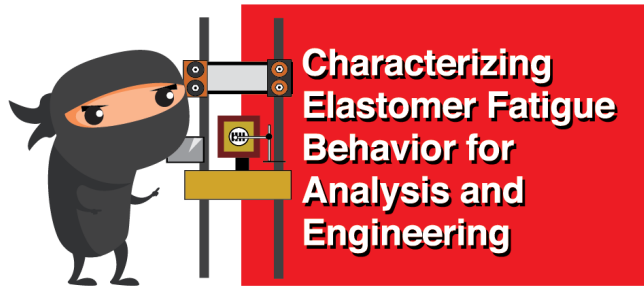 Characterizing
Elastomer Fatigue
Behavior for
Analysis and
Engineering